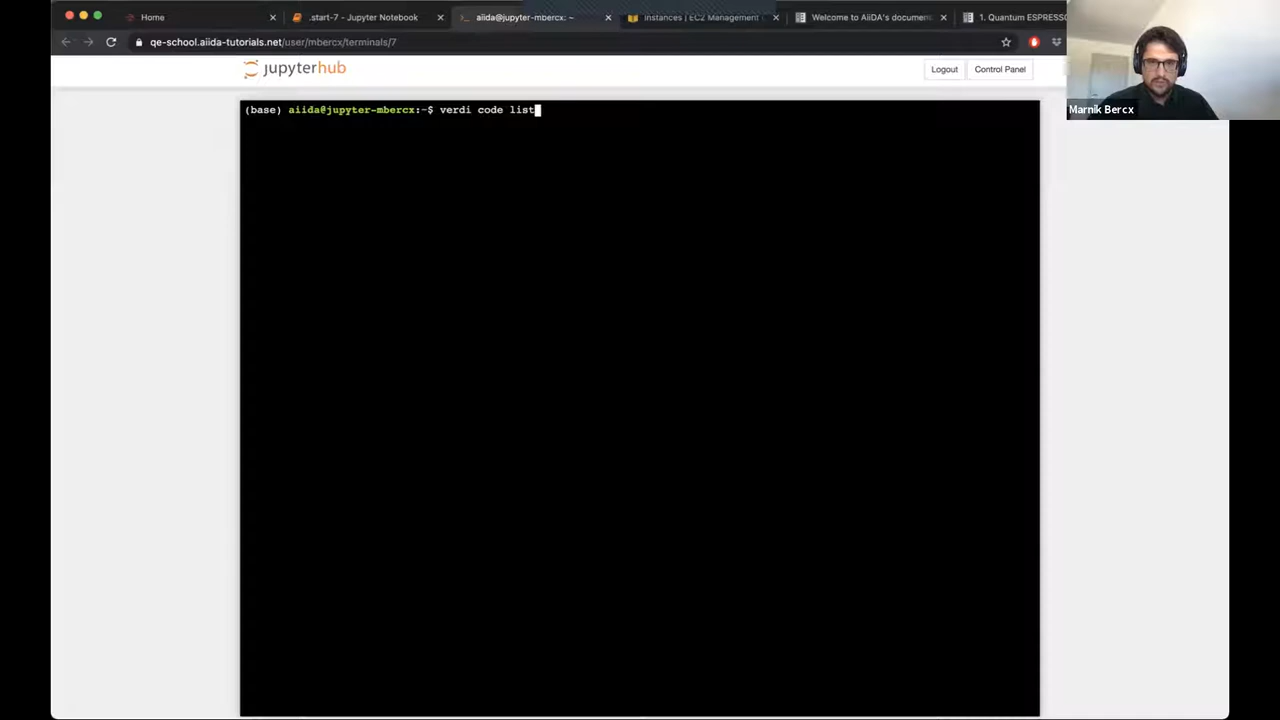 Home
.start-7 - Jupyter Notebook
aiida@jupyter-mbercx: ~
Instances | EC2 Management
Welcome to AiiDA's document
1. Quantum ESPRESSO
qe-school.aiida-tutorials.net/user/mbercx/terminals/7
jupyterhub
Logout
Control Panel
Marnik Bercx
(base) aiida@jupyter-mbercx:~$ verdi code list